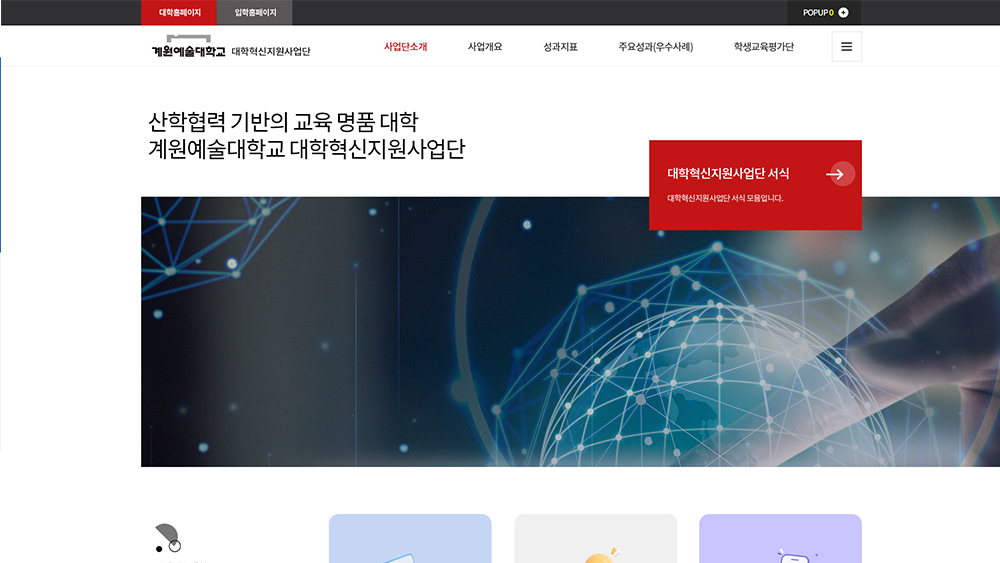 대학홈페이지
입학홈페이지
POPUP 0
계원예술대학교 대학혁신지원사업단
사업단소개
사업개요
성과지표
주요성과(우수사례)
학생교육평가단
산학협력 기반의 교육 명품 대학
계원예술대학교 대학혁신지원사업단
대학혁신지원사업단 서식
대학혁신지원사업단 서식 모음입니다.